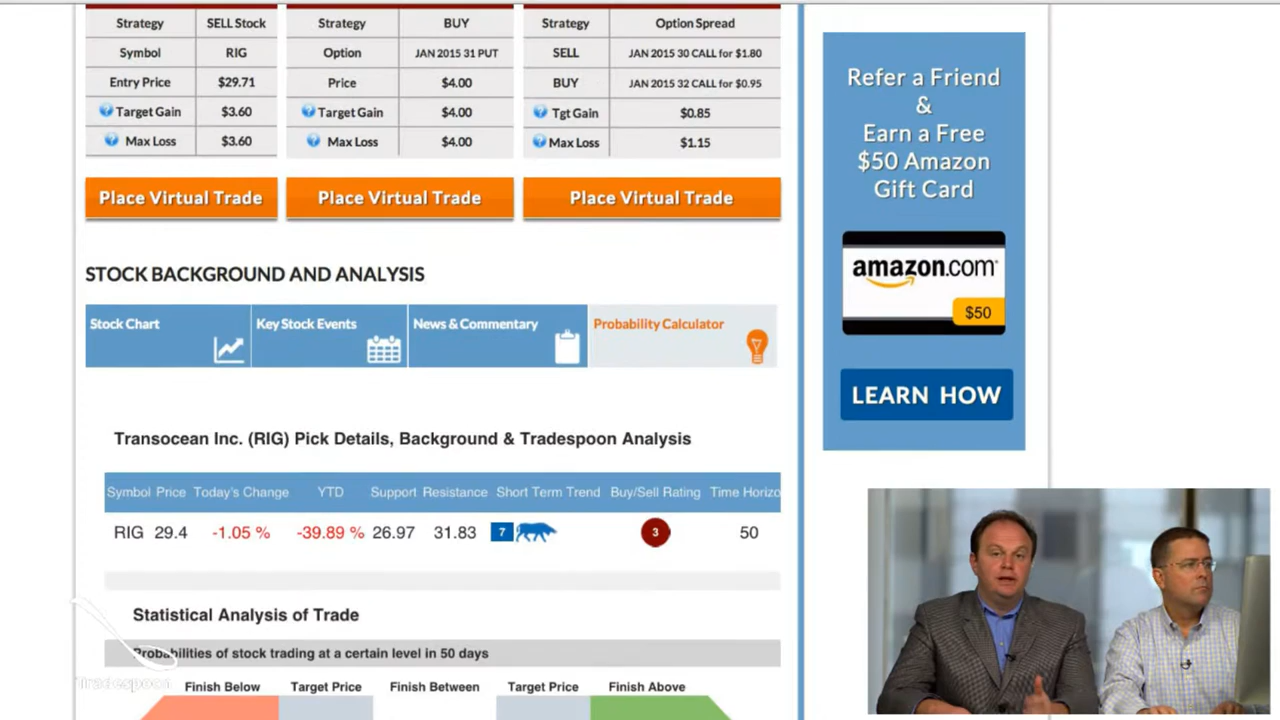 Strategy SELL Stock
Symbol RIG
Entry Price $29.71
Target Gain $3.60
Max Loss $3.60
Place Virtual Trade
Strategy BUY
Option JAN 2015 31 PUT
Price $4.00
Target Gain $4.00
Max Loss $4.00
Place Virtual Trade
Strategy Option Spread
SELL JAN 2015 30 CALL for $1.80
BUY JAN 2015 32 CALL for $0.95
Tgt Gain $0.85
Max Loss $1.15
Place Virtual Trade
STOCK BACKGROUND AND ANALYSIS
Stock Chart
Key Stock Events
News & Commentary
Probability Calculator
Transocean Inc. (RIG) Pick Details, Background & Tradespoon Analysis
Symbol Price Today's Change YTD Support Resistance Short Term Trend Buy/Sell Rating Time Horizo
RIG 29.4 -1.05 % -39.89 % 26.97 31.83 7 3 50
Statistical Analysis of Trade
Probabilities of stock trading at a certain level in 50 days
Finish Below Target Price Finish Between Target Price Finish Above
Tradespoon
Refer a Friend
&
Earn a Free
$50 Amazon
Gift Card
amazon.com
$50
LEARN HOW